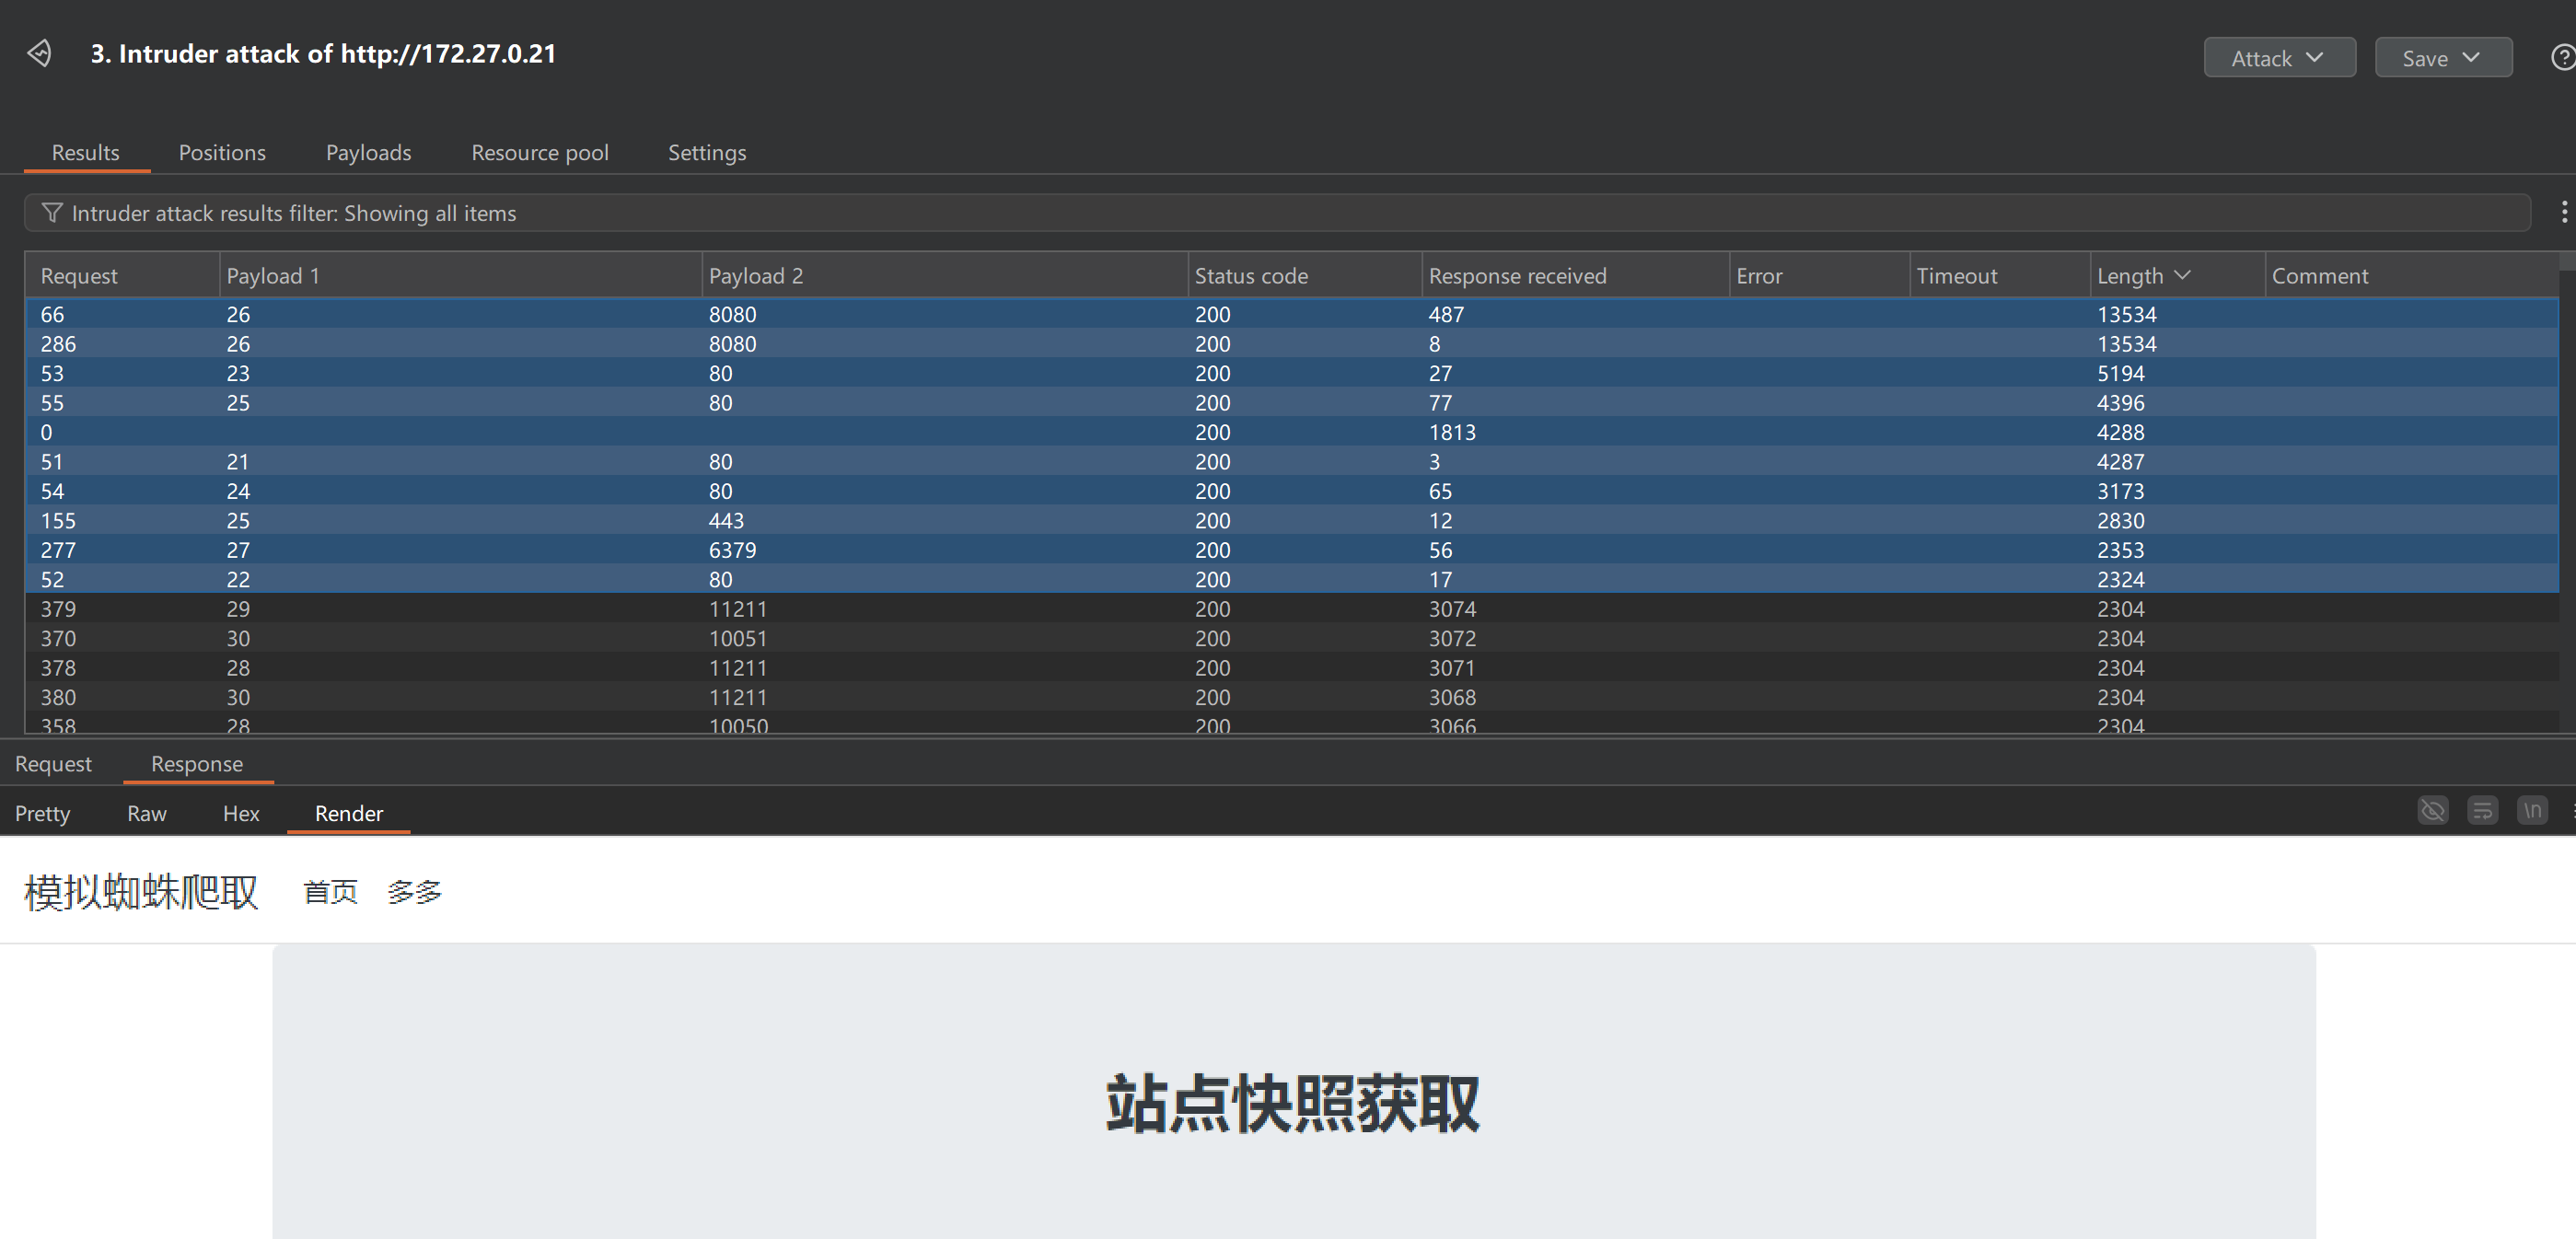 3. Intruder attack of http://172.27.0.21
Attack Save
Results Positions Payloads Resource pool Settings
Intruder attack results filter: Showing all items
Request Payload 1 Payload 2 Status code Response received Error Timeout Length Comment
66 26 8080 200 487 13534
286 26 8080 200 8 13534
53 23 80 200 27 5194
55 25 80 200 77 4396
0 200 1813 4288
51 21 80 200 3 4287
54 24 80 200 65 3173
155 25 443 200 12 2830
277 27 6379 200 56 2353
52 22 80 200 17 2324
379 29 11211 200 3074 2304
370 30 10051 200 3072 2304
378 28 11211 200 3071 2304
380 30 11211 200 3068 2304
358 28 10050 200 3066 2304
Request Response
Pretty Raw Hex Render \n
模拟蜘蛛爬取 首页 多多
站点快照获取